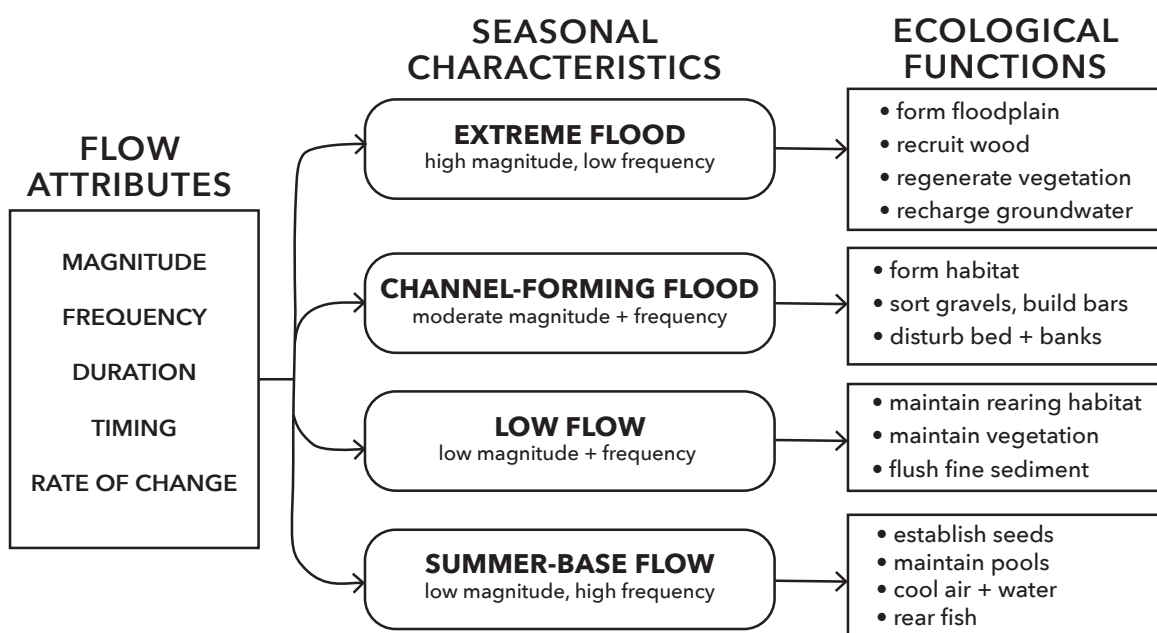 FLOW
ATTRIBUTES
MAGNITUDE
FREQUENCY
DURATION
TIMING
RATE OF CHANGE
SEASONAL
CHARACTERISTICS
EXTREME FLOOD
high magnitude, low frequency
CHANNEL-FORMING FLOOD
moderate magnitude + frequency
LOW FLOW
low magnitude + frequency
SUMMER-BASE FLOW
low magnitude, high frequency
ECOLOGICAL
FUNCTIONS
• form floodplain
• recruit wood
• regenerate vegetation
• recharge groundwater
• form habitat
• sort gravels, build bars
• disturb bed + banks
• maintain rearing habitat
• maintain vegetation
• flush fine sediment
• establish seeds
• maintain pools
• cool air + water
• rear fish